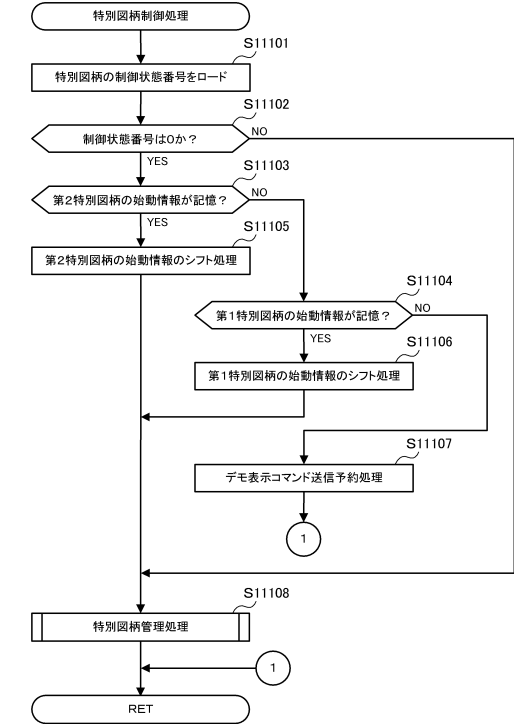 特別図柄制御処理
S11101
特別図柄の制御状態番号をロード
S11102
制御状態番号は0か？
NO
YES
S11103
第2特別図柄の始動情報が記憶？
NO
YES
S11105
第2特別図柄の始動情報のシフト処理
S11104
第1特別図柄の始動情報が記憶？
NO
YES
S11106
第1特別図柄の始動情報のシフト処理
S11107
デモ表示コマンド送信予約処理
1
S11108
特別図柄管理処理
1
RET